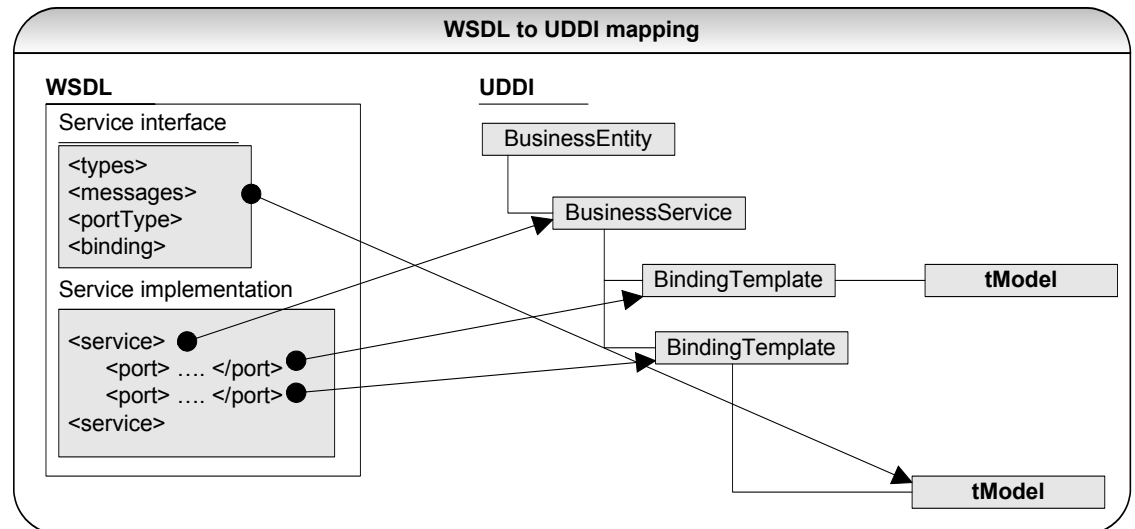 WSDL to UDDI mapping
WSDL
Service interface
<types>
<messages>
<portType>
<binding>
Service implementation
<service>
<port> …. </port>
<port> …. </port>
<service>
UDDI
BusinessEntity
BusinessService
BindingTemplate
tModel
BindingTemplate
tModel